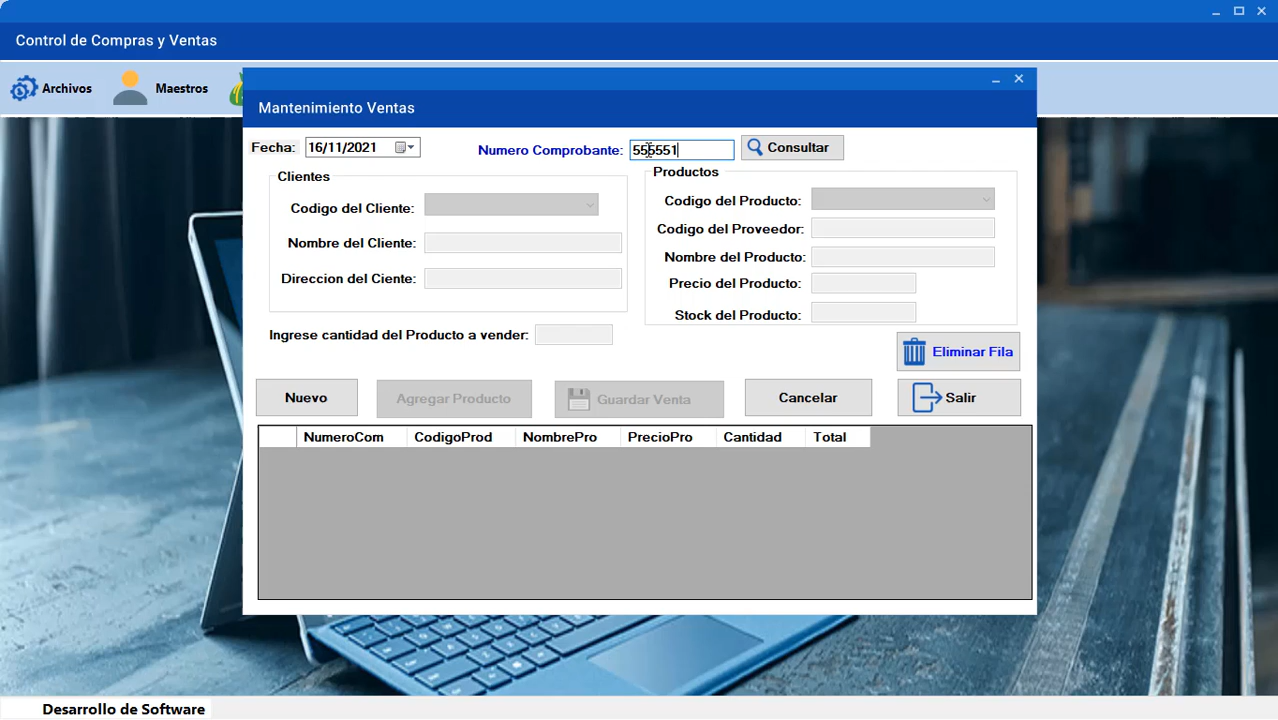 Control de Compras y Ventas
Archivos
Maestros
Mantenimiento Ventas
Fecha: 16/11/2021
Numero Comprobante: 555551
Consultar
Clientes
Codigo del Cliente:
Nombre del Cliente:
Direccion del Cliente:
Productos
Codigo del Producto:
Codigo del Proveedor:
Nombre del Producto:
Precio del Producto:
Stock del Producto:
Ingrese cantidad del Producto a vender:
Eliminar Fila
Nuevo
Agregar Producto
Guardar Venta
Cancelar
Salir
NumeroCom CodigoProd NombrePro PrecioPro Cantidad Total
Desarrollo de Software